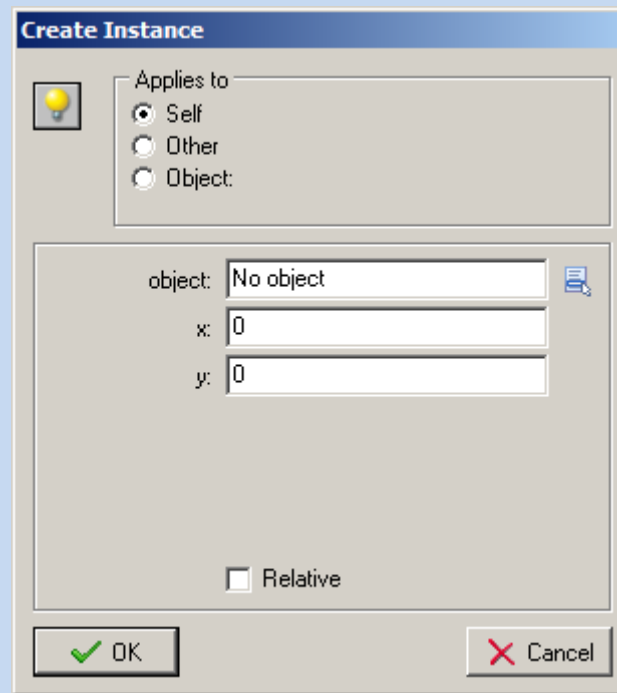 Create Instance
Applies to
Self
Other
Object:
object: No object
x: 0
y: 0
Relative
OK Cancel